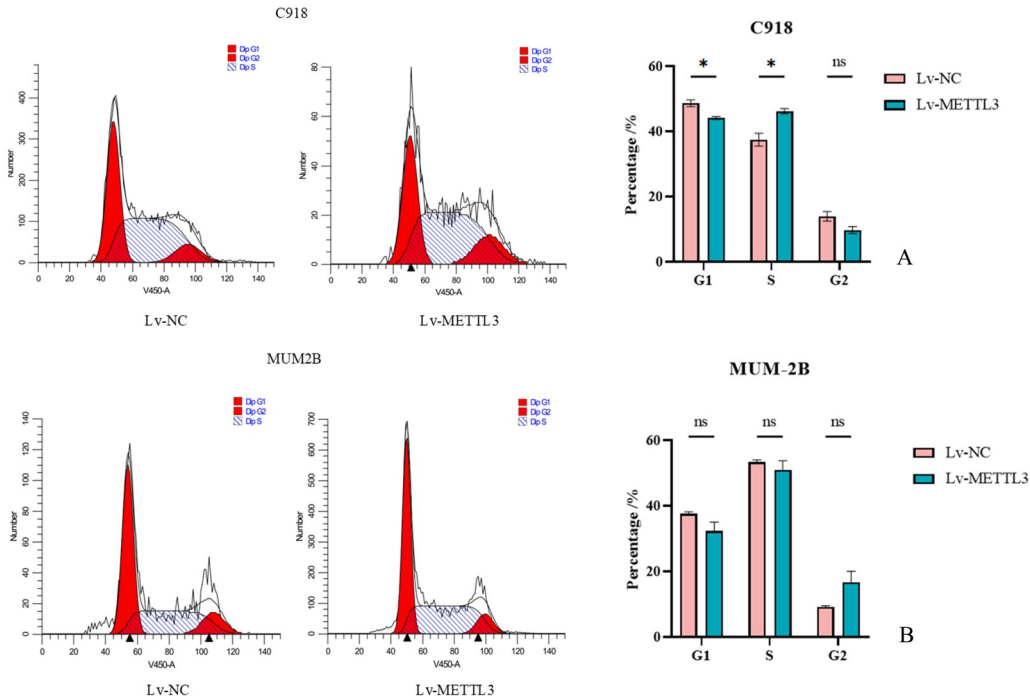 C918
Dip G1
Dip G2
Dip S
Number
400
300
200
100
0
0 20 40 60 80 100 120 140
V450-A
Lv-NC
Dip G1
Dip G2
Dip S
Number
80
60
40
20
0
0 20 40 60 80 100 120 140
Lv-METTL3
C918
Percentage /%
60
40
20
0
* * ns
G1 S G2
Lv-NC
Lv-METTL3
A
MUM2B
Dip G1
Dip G2
Dip S
Number
140
120
100
80
60
40
20
0
0 20 40 60 80 100 120 140
V450-A
Lv-NC
Dip G1
Dip G2
Dip S
Number
700
600
500
400
300
200
100
0
0 20 40 60 80 100 120 140
V450-A
Lv-METTL3
MUM-2B
Percentage /%
60
40
20
0
ns ns ns
G1 S G2
Lv-NC
Lv-METTL3
B